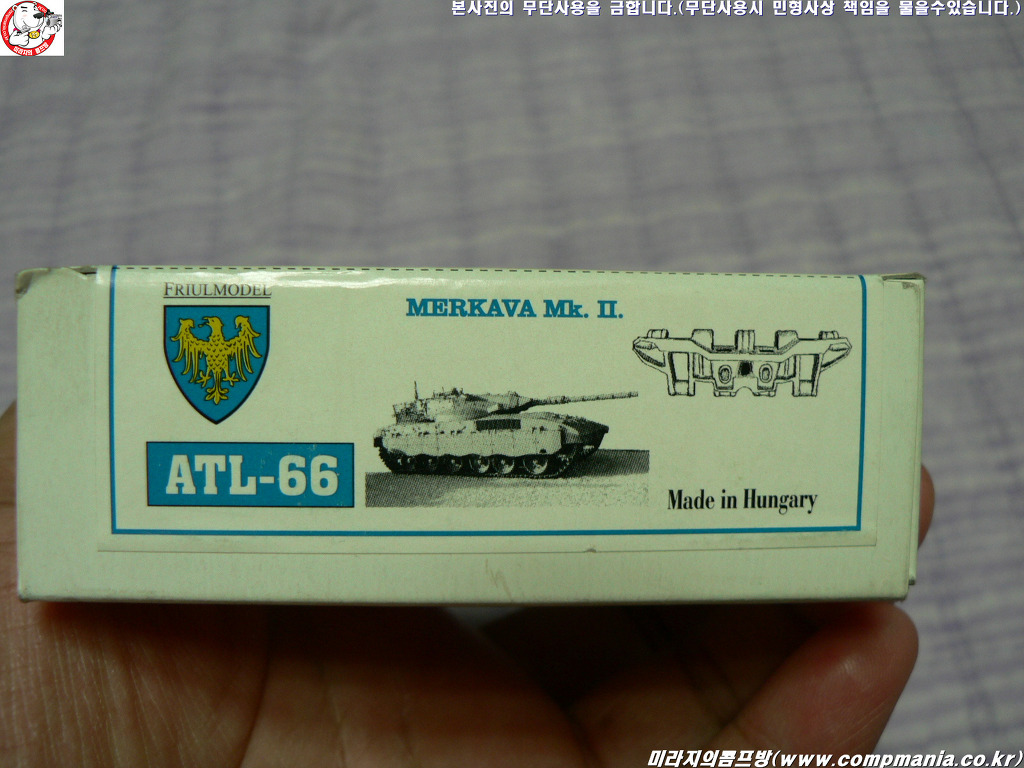 본사진의 무단사용을 금합니다.(무단사용시 민형사상 책임을 물을수있습니다.)
FRIULMODEL
MERKAVA Mk. II.
ATL-66
Made in Hungary
미라지의콤프방(www.compmania.co.kr)